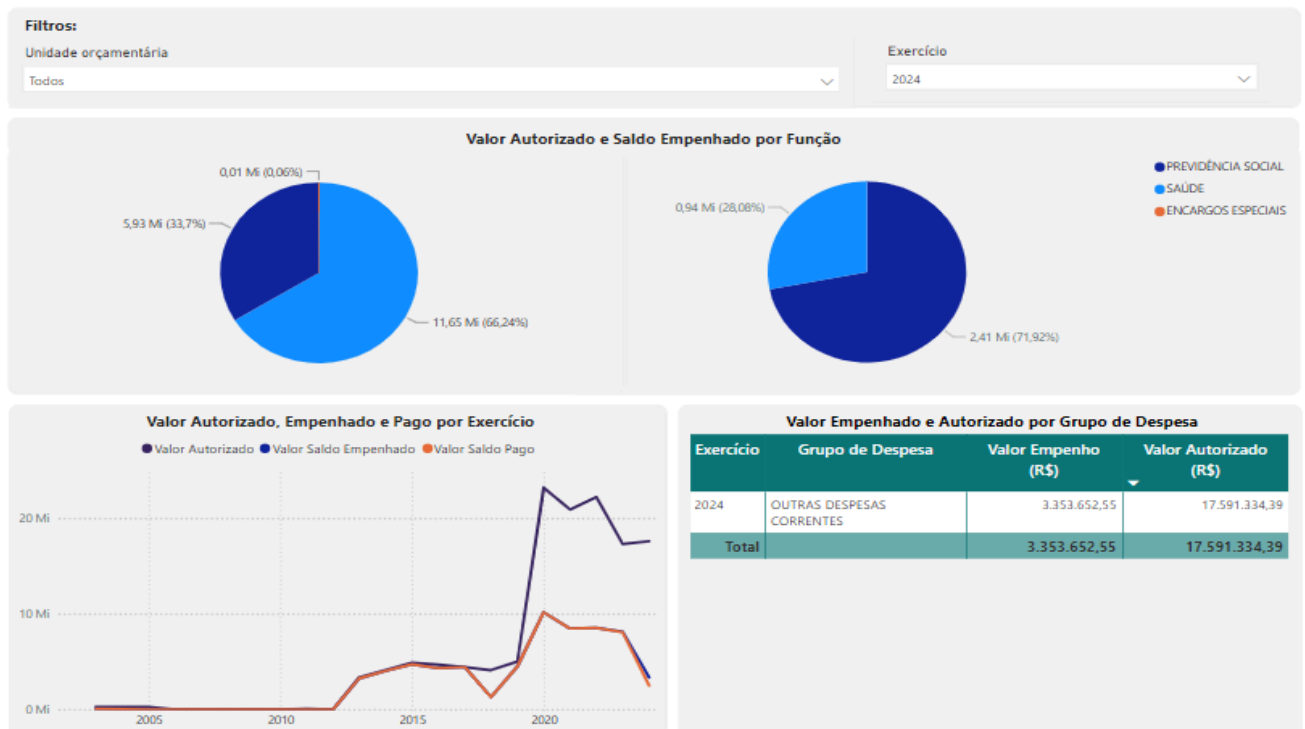 Filtros:
Unidade orçamentária
Todas
Exercício
2024
Valor Autorizado e Saldo Empenhado por Função
0,01 Mi (0,06%)
5,93 Mi (33,7%)
11,65 Mi (66,24%)
0,94 Mi (28,08%)
2,41 Mi (71,92%)
PREVIDÊNCIA SOCIAL
SAÚDE
ENCARGOS ESPECIAIS
Valor Autorizado, Empenhado e Pago por Exercício
Valor Autorizado Valor Saldo Empenhado Valor Saldo Pago
20 Mi
10 Mi
0 Mi
2005 2010 2015 2020
Valor Empenhado e Autorizado por Grupo de Despesa
Exercício Grupo de Despesa Valor Empenho Valor Autorizado
(R$) (R$)
2024 OUTRAS DESPESAS 3.353.652,55 17.591.334,39
CORRENTES
Total 3.353.652,55 17.591.334,39